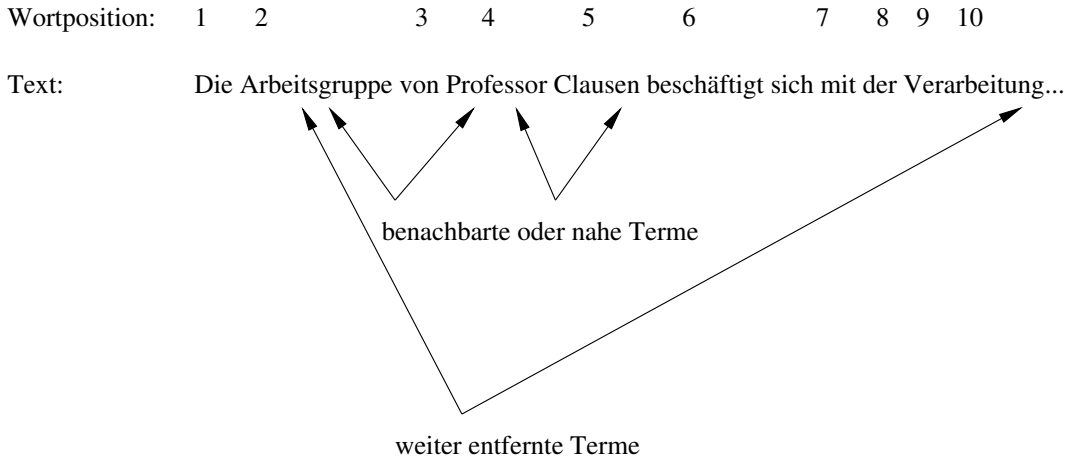 Wortposition: 1 2 3 4 5 6 7 8 9 10
Text: Die Arbeitsgruppe von Professor Clausen beschäftigt sich mit der Verarbeitung...
benachbarte oder nahe Terme
weiter entfernte Terme